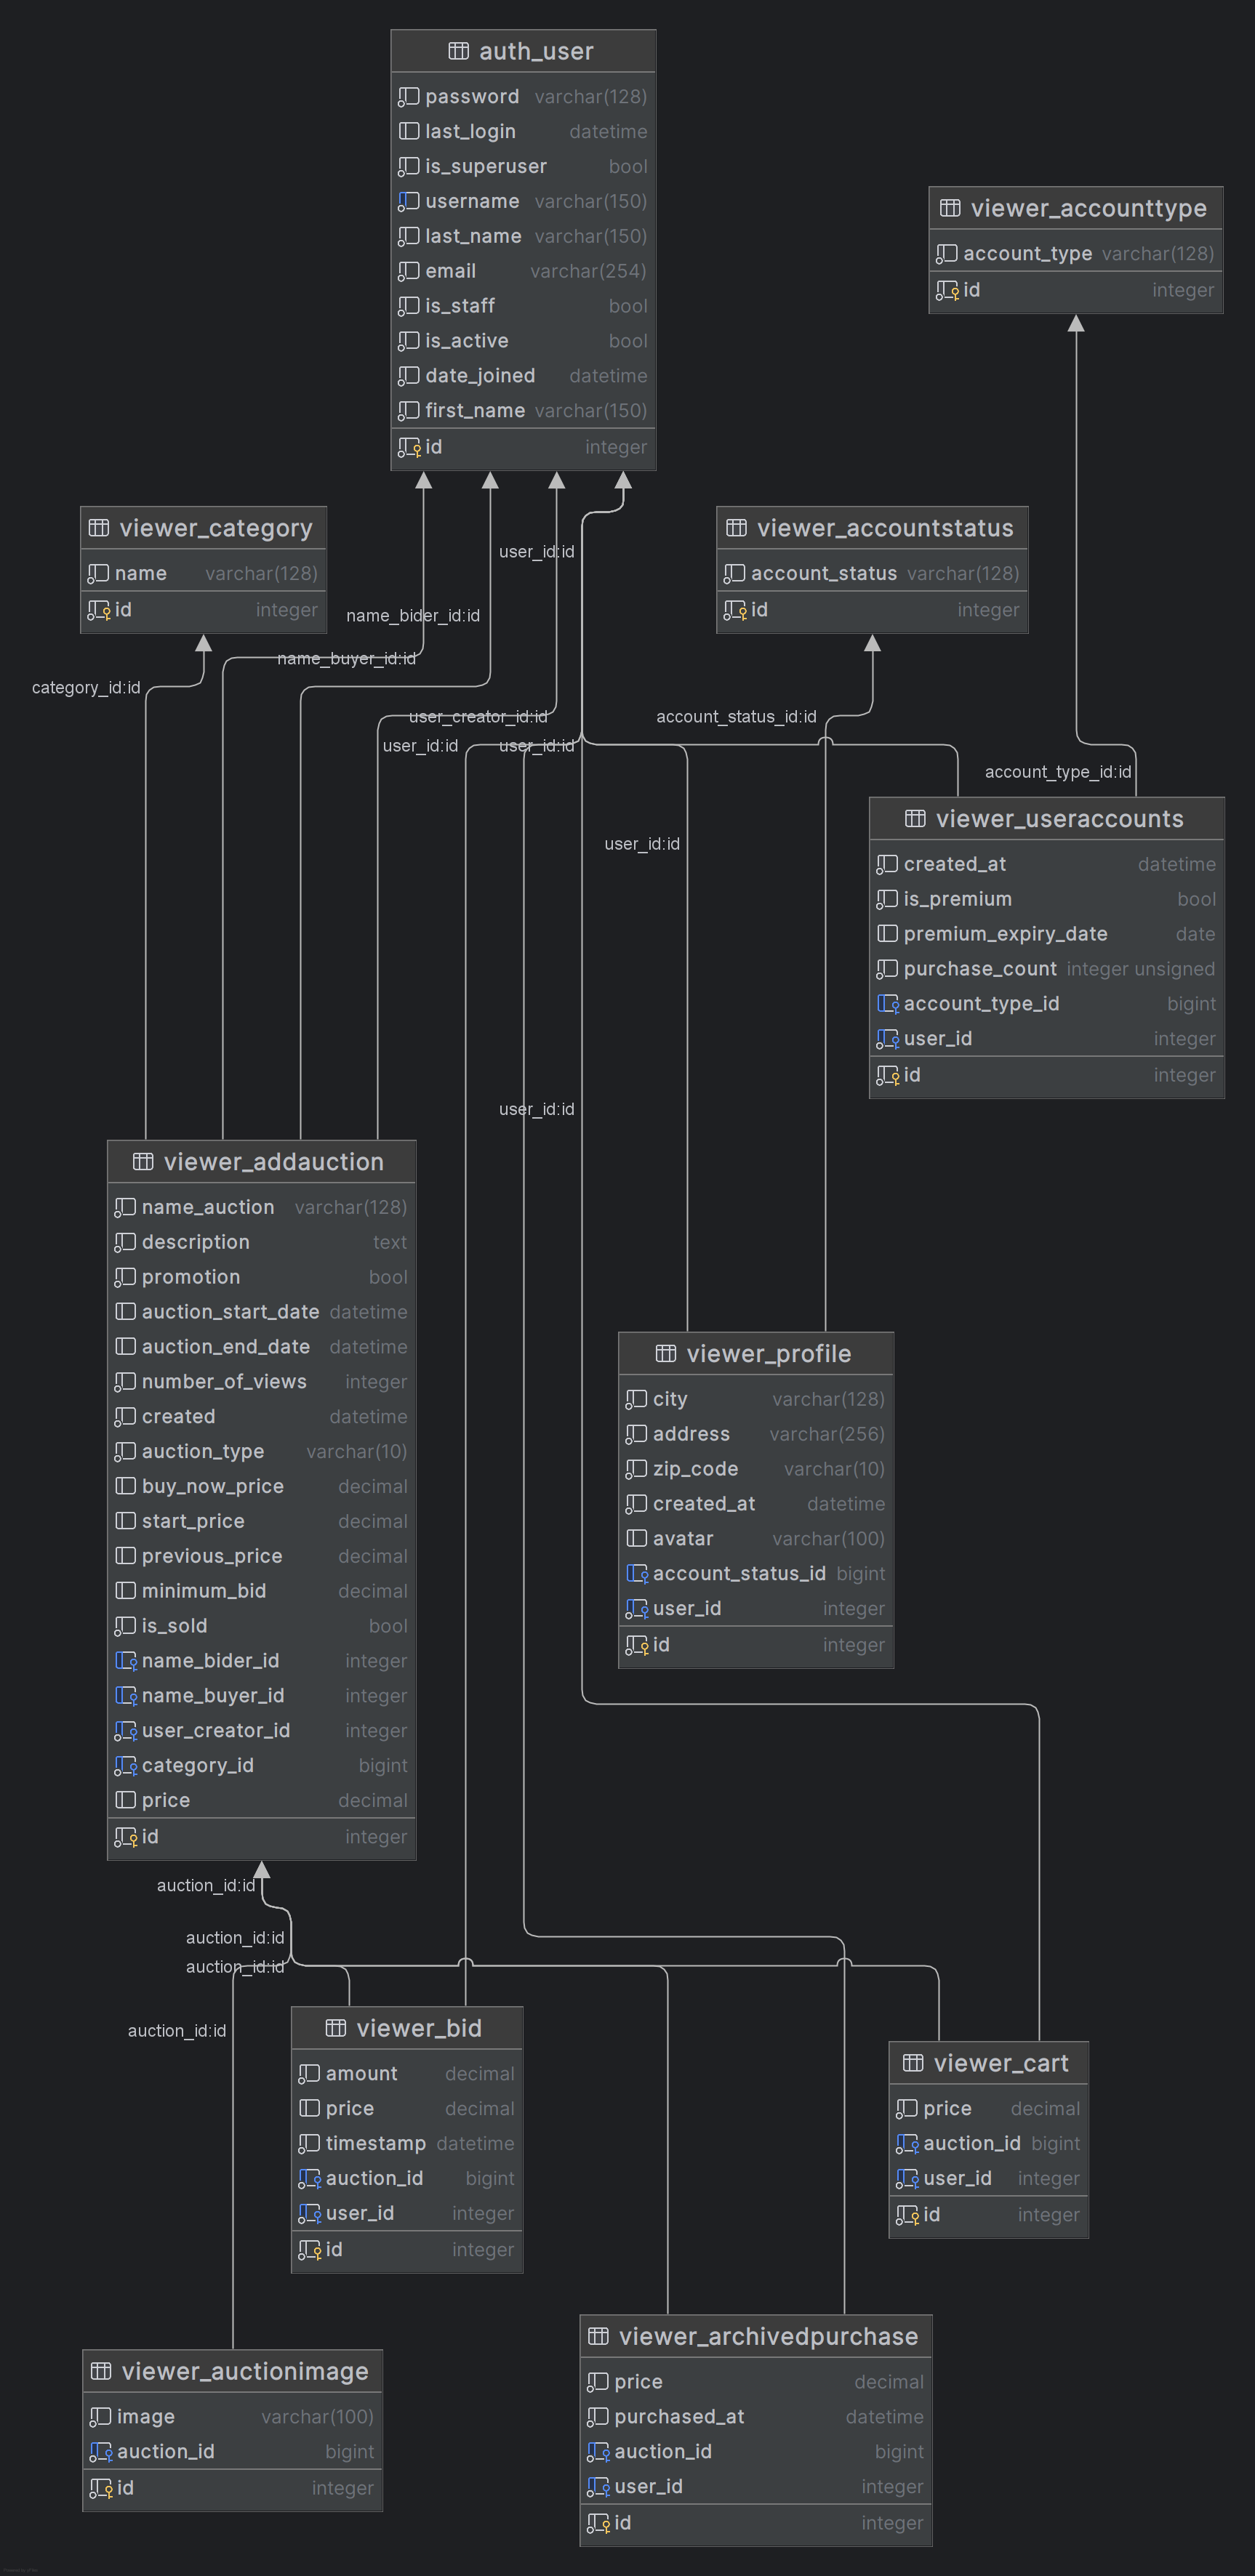 auth_user
password varchar(128)
last_login datetime
is_superuser bool
username varchar(150)
last_name varchar(150)
email varchar(254)
is_staff bool
is_active bool
date_joined datetime
first_name varchar(150)
id integer
viewer_accounttype
account_type varchar(128)
id integer
viewer_category
name varchar(128)
id integer
viewer_accountstatus
account_status varchar(128)
id integer
user_id:id
name_bider_id:id
name_buyer_id:id
category_id:id
user_creator_id:id
account_status_id:id
user_id:id
user_id:id
account_type_id:id
user_id:id
viewer_useraccounts
created_at datetime
is_premium bool
premium_expiry_date date
purchase_count integer unsigned
account_type_id bigint
user_id integer
id integer
user_id:id
viewer_addauction
name_auction varchar(128)
description text
promotion bool
auction_start_date datetime
auction_end_date datetime
number_of_views integer
created datetime
auction_type varchar(10)
buy_now_price decimal
start_price decimal
previous_price decimal
minimum_bid decimal
is_sold bool
name_bider_id integer
name_buyer_id integer
user_creator_id integer
category_id bigint
price decimal
id integer
viewer_profile
city varchar(128)
address varchar(256)
zip_code varchar(10)
created_at datetime
avatar varchar(100)
account_status_id bigint
user_id integer
id integer
auction_id:id
auction_id:id
auction_id:id
auction_id:id
viewer_bid
amount decimal
price decimal
timestamp datetime
auction_id bigint
user_id integer
id integer
viewer_cart
price decimal
auction_id bigint
user_id integer
id integer
viewer_auctionimage
image varchar(100)
auction_id bigint
id integer
viewer_archivedpurchase
price decimal
purchased_at datetime
auction_id bigint
user_id integer
id integer